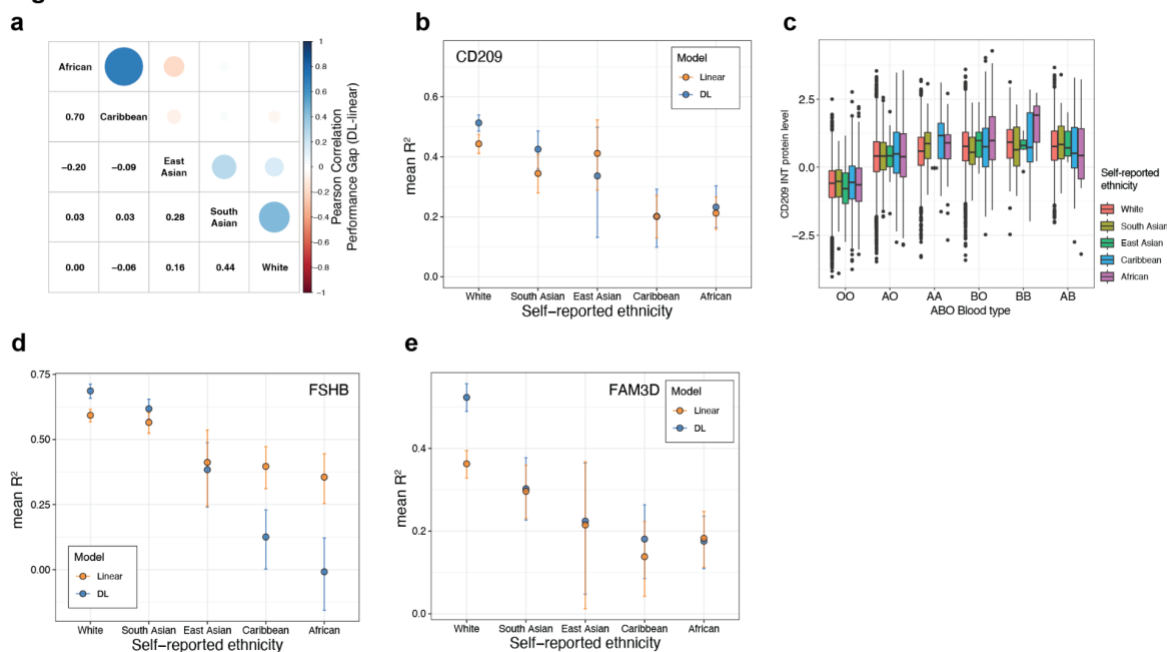 a
African
0.70
Caribbean
−0.20
−0.09
East
Asian
0.03
0.03
0.28
South
Asian
0.00
−0.06
0.16
0.44
White
1
0.8
0.6
0.4
0.2
0
−0.2
−0.4
−0.6
−0.8
−1
Pearson Correlation
Performance Gap (DL-linear)
b
CD209
Model
Linear
DL
mean R²
0.6
0.4
0.2
0.0
White
South Asian
East Asian
Caribbean
African
Self−reported ethnicity
c
CD209 INT protein level
2.5
0.0
−2.5
OO
AO
AA
BO
BB
AB
ABO Blood type
Self-reported
ethnicity
White
South Asian
East Asian
Caribbean
African
d
FSHB
mean R²
0.75
0.50
0.25
0.00
Model
Linear
DL
White
South Asian
East Asian
Caribbean
African
Self−reported ethnicity
e
FAM3D
Model
Linear
DL
mean R²
0.4
0.2
0.0
White
South Asian
East Asian
Caribbean
African
Self−reported ethnicity